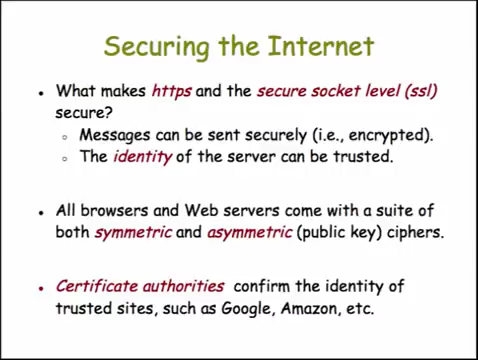 Securing the Internet
• What makes https and the secure socket level (ssl)
secure?
○ Messages can be sent securely (i.e., encrypted).
○ The identity of the server can be trusted.
• All browsers and Web servers come with a suite of
both symmetric and asymmetric (public key) ciphers.
• Certificate authorities confirm the identity of
trusted sites, such as Google, Amazon, etc.